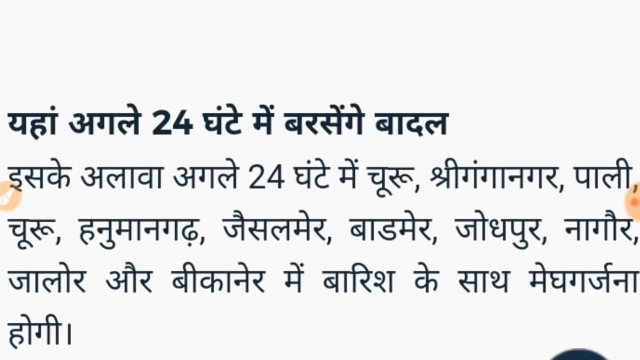 यहां अगले 24 घंटे में बरसेंगे बादल
इसके अलावा अगले 24 घंटे में चूरू, श्रीगंगानगर, पाली,
चूरू, हनुमानगढ़, जैसलमेर, बाडमेर, जोधपुर, नागौर,
जालोर और बीकानेर में बारिश के साथ मेघगर्जना
होगी।